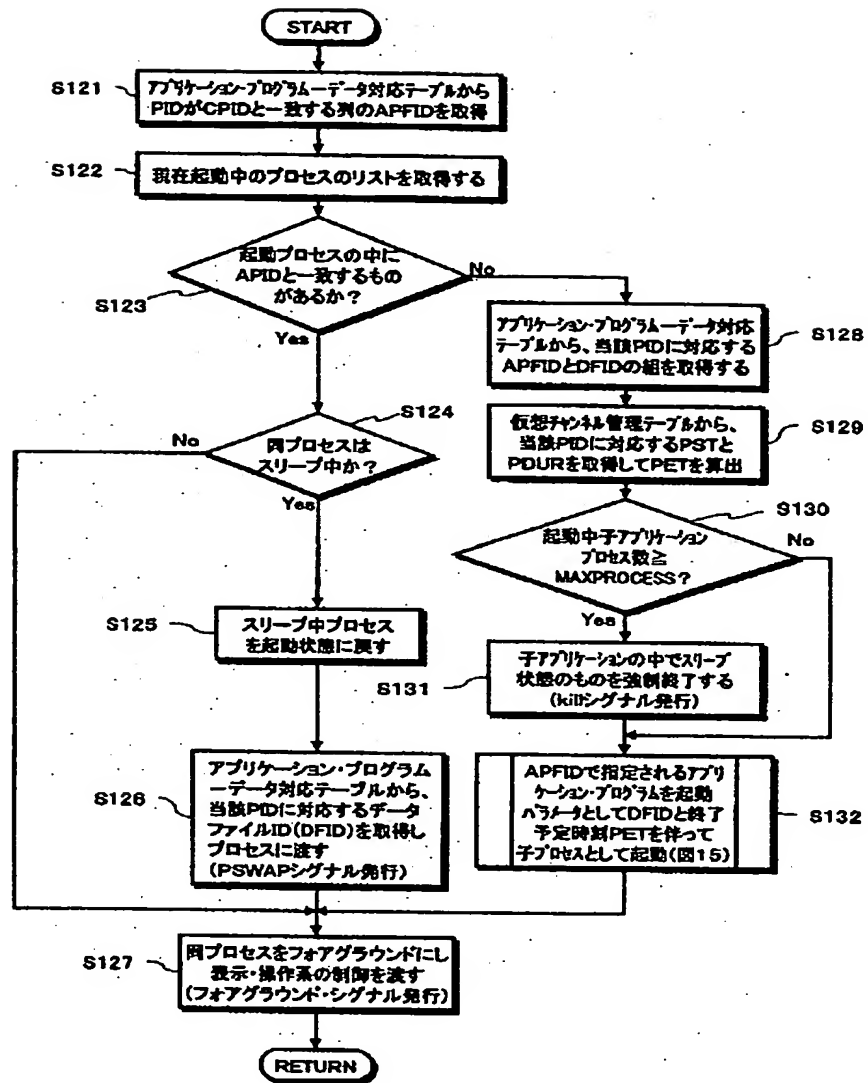 START
S121
アプリケーション・プログラムーデータ対応テーブルから
PIDがCPIDと一致する列のAPFIDを取得
S122
現在起動中のプロセスのリストを取得する
S123
起動プロセスの中に
APIDと一致するもの
があるか？
No
Yes
S124
同プロセスは
スリープ中か？
No
Yes
S125
スリープ中プロセス
を起動状態に戻す
S126
アプリケーション・プログラム
ーデータ対応テーブルから、
当該PIDに対応するデータ
ファイルID(DFID)を取得し
プロセスに渡す
(PSWAPシグナル発行)
S127
同プロセスをフォアグラウンドにし
表示・操作系の制御を渡す
(フォアグラウンド・シグナル発行)
RETURN
アプリケーション・プログラムーデータ対応
テーブルから、当該PIDに対応する
APFIDとDFIDの組を取得する
S128
仮想チャンネル管理テーブルから、
当該PIDに対応するPSTと
PDURを取得してPETを算出
S129
S130
起動中子アプリケーション
プロセス数≧
MAXPROCESS？
No
Yes
S131
子アプリケーションの中でスリープ
状態のものを強制終了する
(killシグナル発行)
APFIDで指定されるアプリ
ケーション・プログラムを起動
パラメータとしてDFIDと終了
予定時刻PETを伴って
子プロセスとして起動(図15)
S132